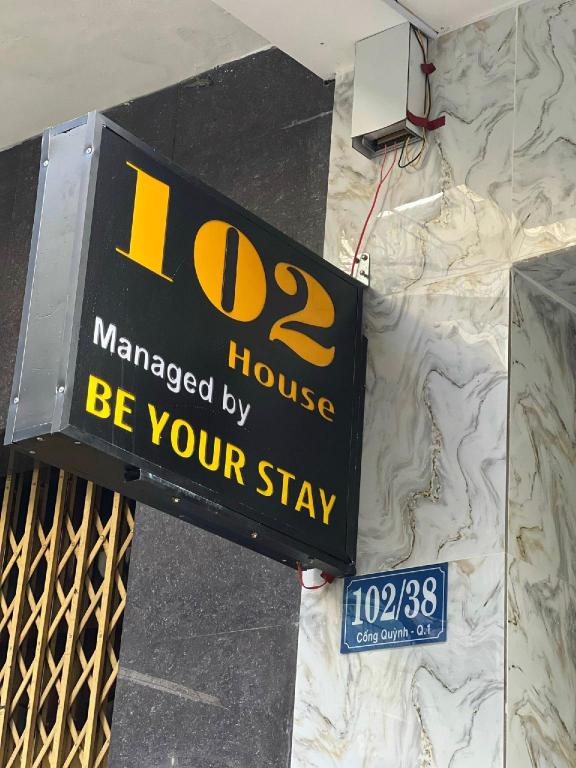 102
House
Managed by
BE YOUR STAY
102/38
Cống Quỳnh - Q.1